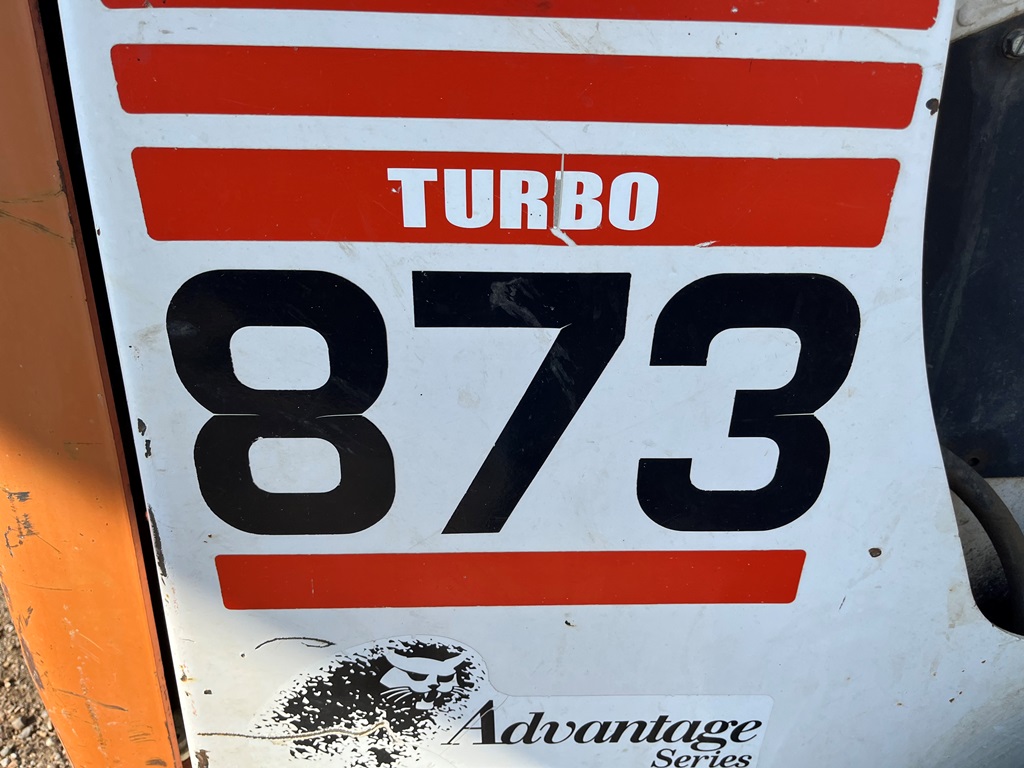 TURBO
873
Advantage
Series